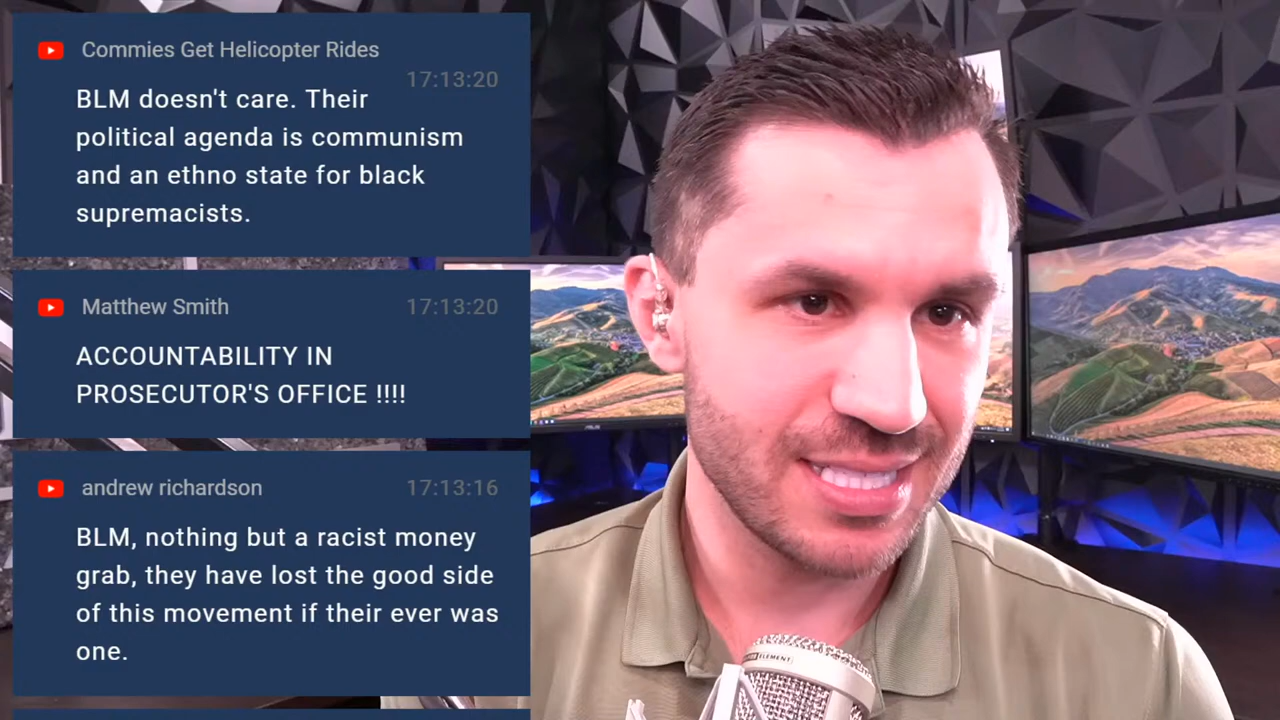 Commies Get Helicopter Rides
17:13:20
BLM doesn't care. Their
political agenda is communism
and an ethno state for black
supremacists.
Matthew Smith 17:13:20
ACCOUNTABILITY IN
PROSECUTOR'S OFFICE !!!!
andrew richardson 17:13:16
BLM, nothing but a racist money
grab, they have lost the good side
of this movement if their ever was
one.
ELEMENT